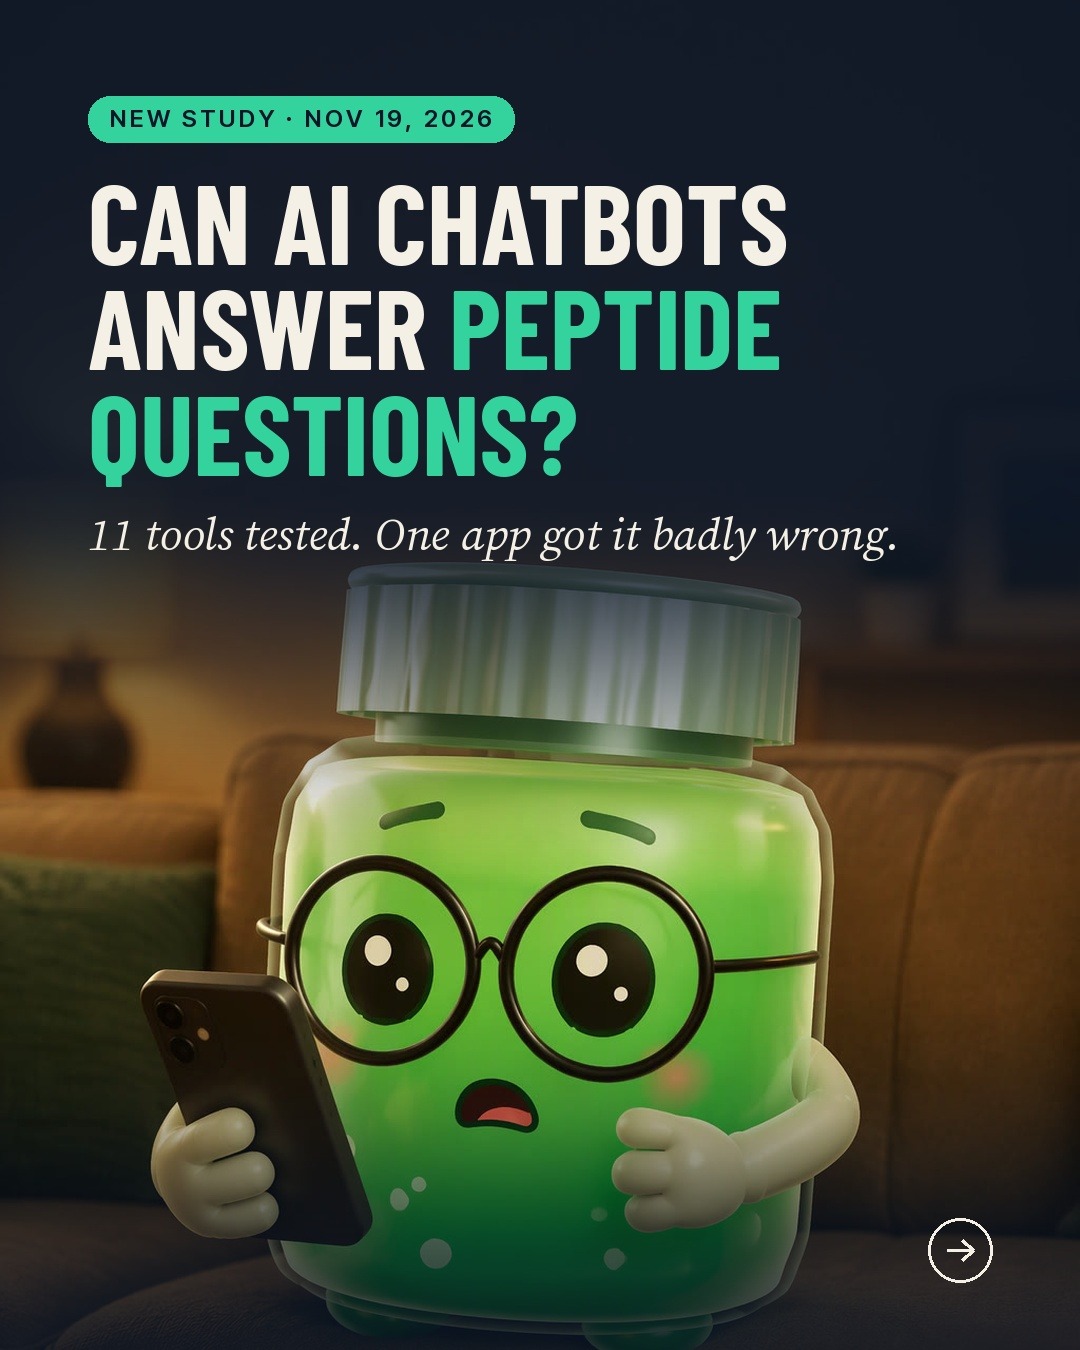 NEW STUDY · NOV 19, 2026
CAN AI CHATBOTS
ANSWER PEPTIDE
QUESTIONS?
11 tools tested. One app got it badly wrong.